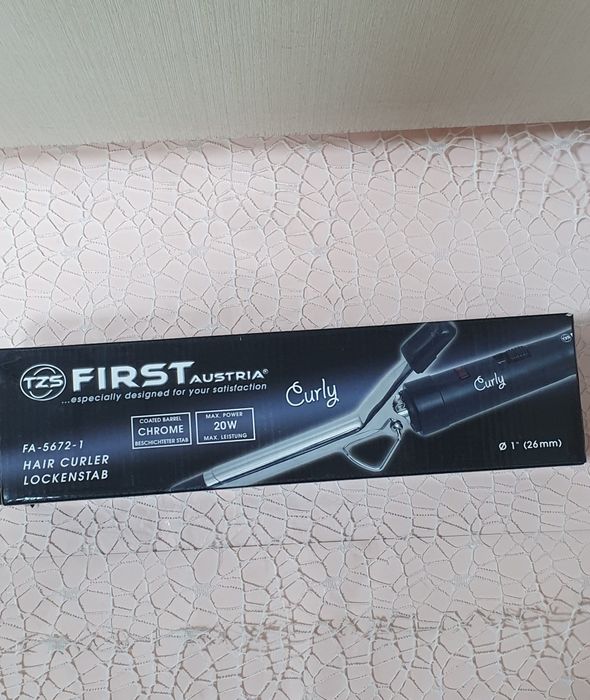 TZS FIRST AUSTRIA®
...especially designed for your satisfaction
COATED BARREL
CHROME
BESCHICHTETER STAB
MAX. POWER
20W
MAX. LEISTUNG
FA-5672-1
HAIR CURLER
LOCKENSTAB
Curly
Curly
Ø 1" (26mm)